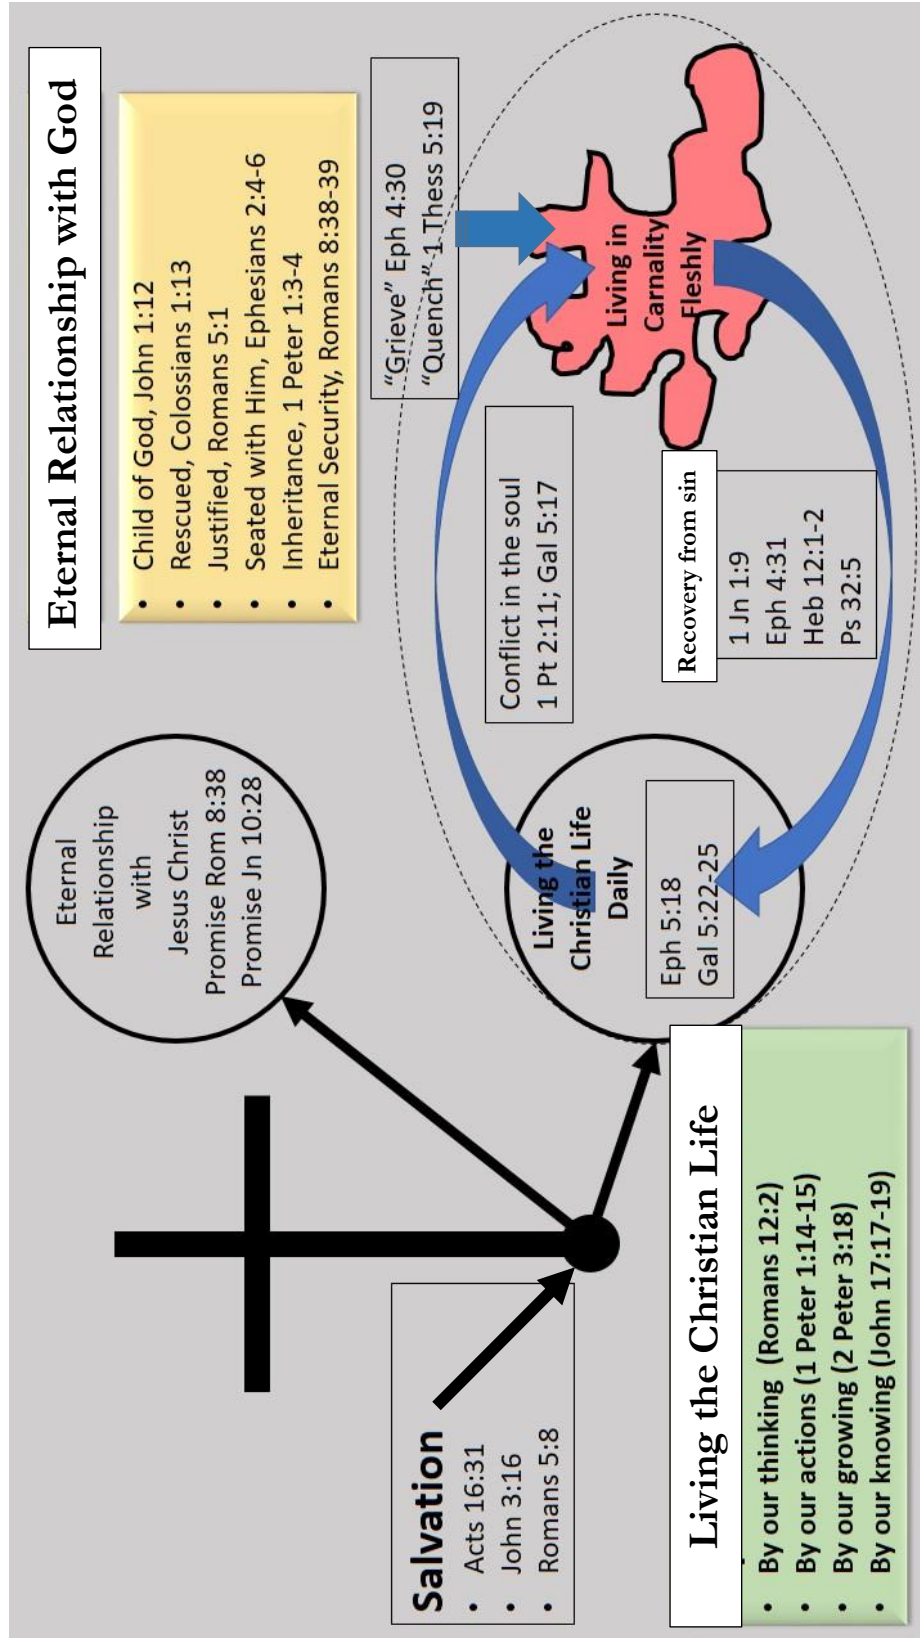 Eternal Relationship with God
• Child of God, John 1:12
• Rescued, Colossians 1:13
• Justified, Romans 5:1
• Seated with Him, Ephesians 2:4-6
• Inheritance, 1 Peter 1:3-4
• Eternal Security, Romans 8:38-39
Eternal
Relationship
with
Jesus Christ
Promise Rom 8:38
Promise Jn 10:28
Salvation
• Acts 16:31
• John 3:16
• Romans 5:8
Living the
Christian Life
Daily
Eph 5:18
Gal 5:22-25
"Grieve" Eph 4:30
"Quench" 1 Thess 5:19
Conflict in the soul
1 Pt 2:11; Gal 5:17
Living in
Carnality
Fleshly
Recovery from sin
1 Jn 1:9
Eph 4:31
Heb 12:1-2
Ps 32:5
Living the Christian Life
• By our thinking (Romans 12:2)
• By our actions (1 Peter 1:14-15)
• By our growing (2 Peter 3:18)
• By our knowing (John 17:17-19)